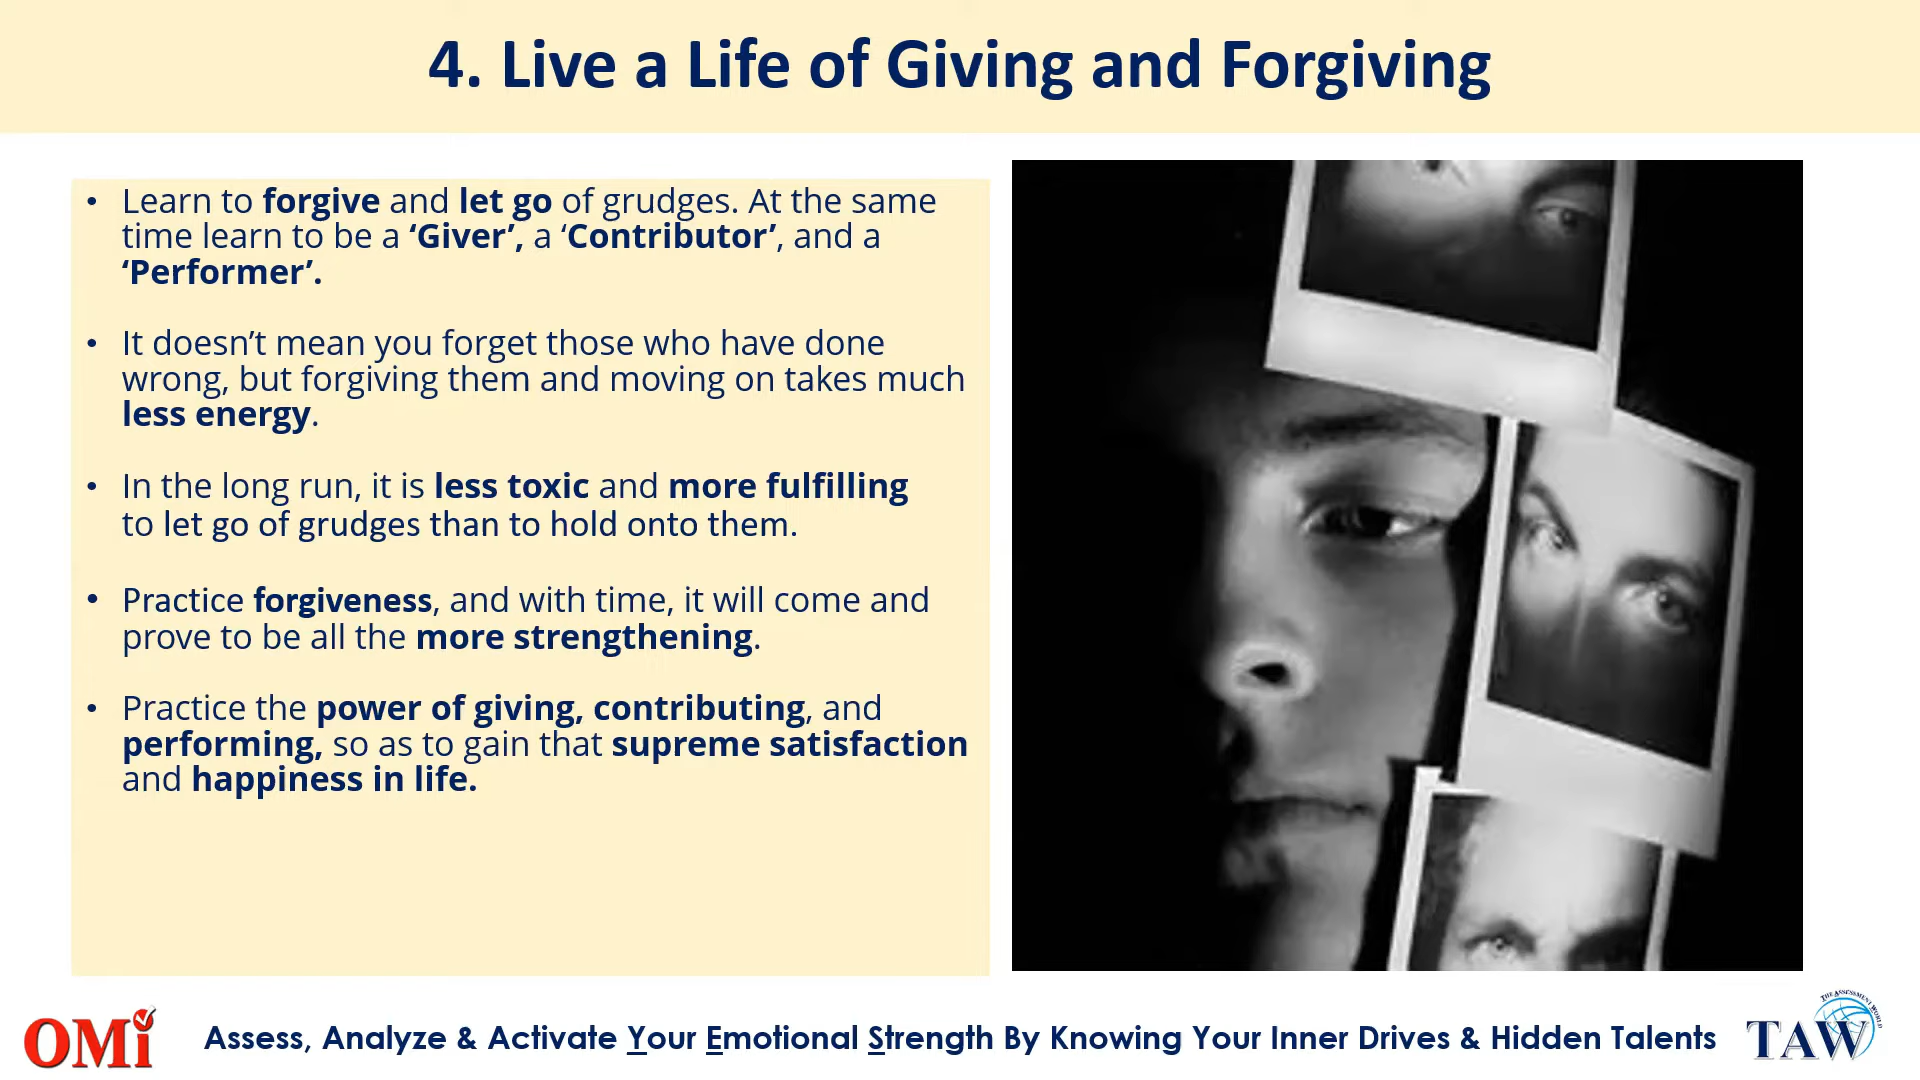 4. Live a Life of Giving and Forgiving
• Learn to forgive and let go of grudges. At the same
time learn to be a ‘Giver’, a ‘Contributor’, and a
‘Performer’.
• It doesn’t mean you forget those who have done
wrong, but forgiving them and moving on takes much
less energy.
• In the long run, it is less toxic and more fulfilling
to let go of grudges than to hold onto them.
• Practice forgiveness, and with time, it will come and
prove to be all the more strengthening.
• Practice the power of giving, contributing, and
performing, so as to gain that supreme satisfaction
and happiness in life.
OMi
Assess, Analyze & Activate Your Emotional Strength By Knowing Your Inner Drives & Hidden Talents
THE ASSESSMENT WORLD
TAW